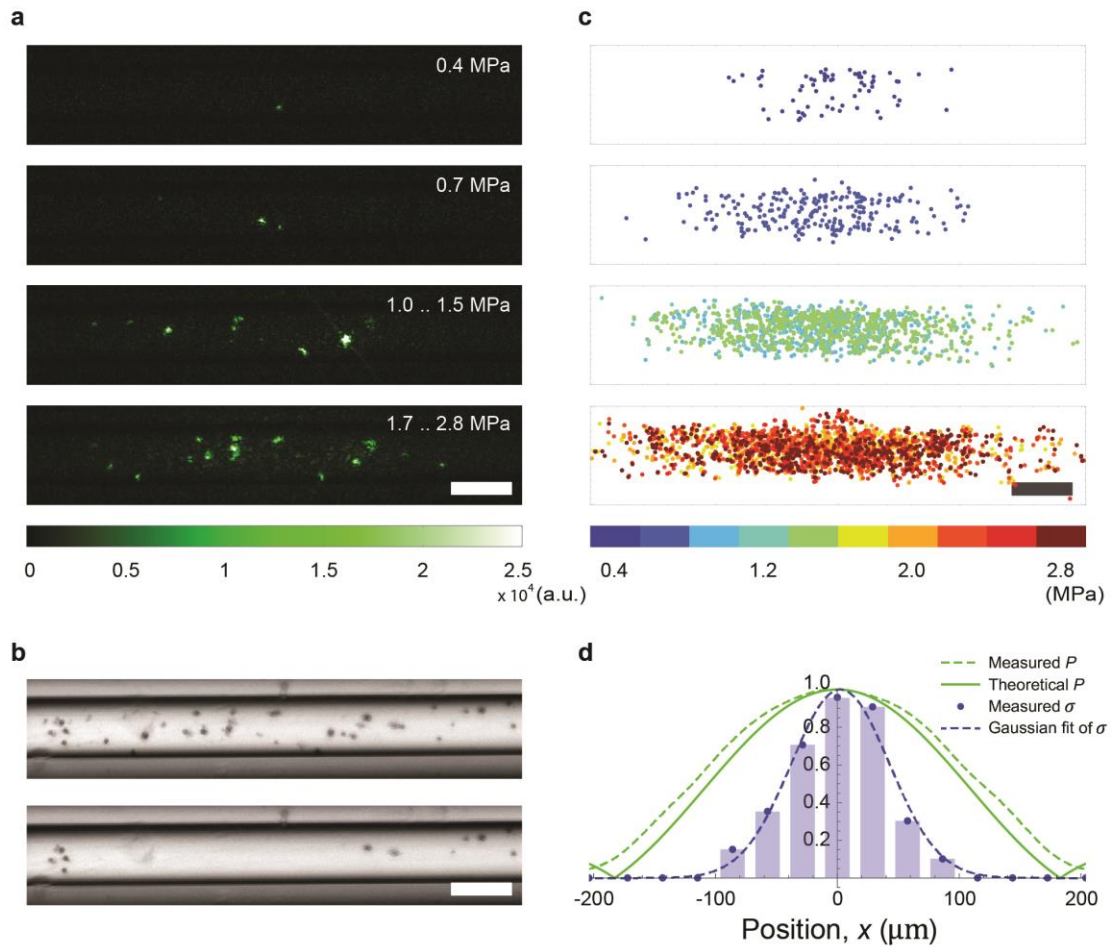 a
0.4 MPa
0.7 MPa
1.0 .. 1.5 MPa
1.7 .. 2.8 MPa
0 0.5 1 1.5 2 2.5
x 10⁴ (a.u.)
b
c
0.4 1.2 2.0 2.8
(MPa)
d
Measured P
Theoretical P
Measured σ
Gaussian fit of σ
1.0
0.8
0.6
0.4
0.2
-200 -100 0 100 200
Position, x (μm)